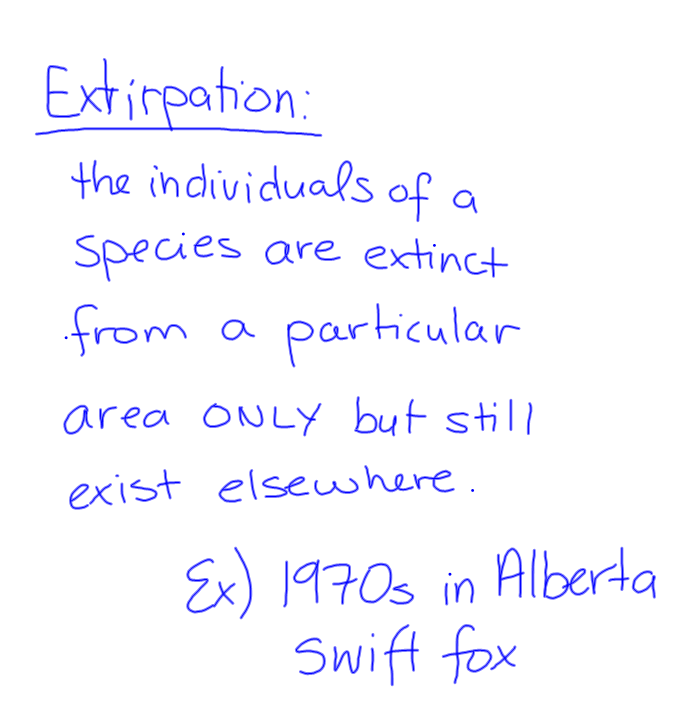 Extirpation:
the individuals of a
species are extinct
from a particular
area ONLY but still
exist elsewhere.
Ex) 1970s in Alberta
Swift fox